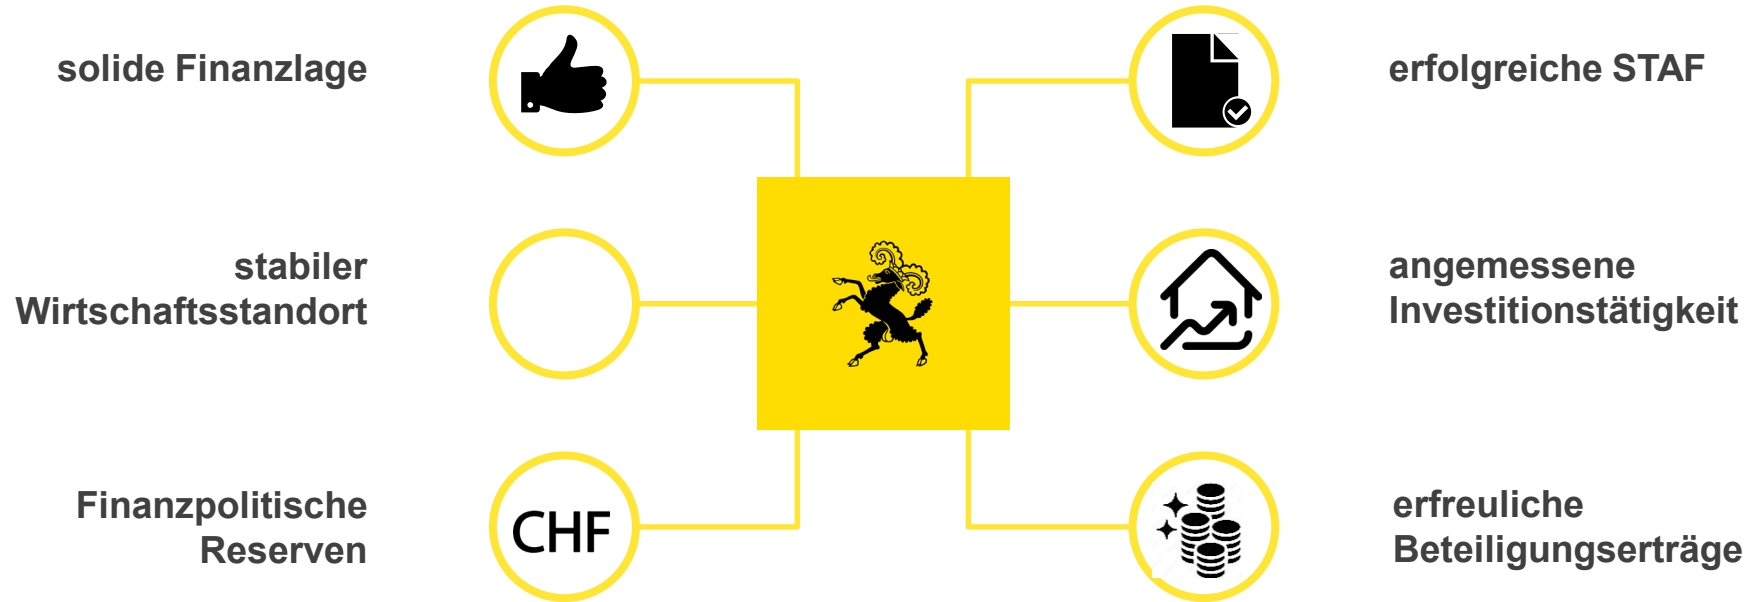 solide Finanzlage
erfolgreiche STAF
stabiler
Wirtschaftsstandort
angemessene
Investitionstätigkeit
Finanzpolitische
Reserven
CHF
erfreuliche
Beteiligungserträge